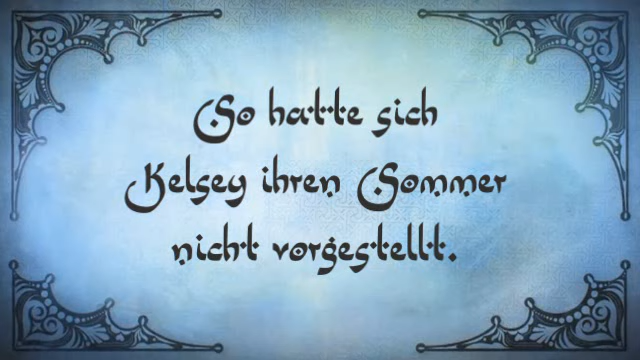 So hatte sich
Kelsey ihren Sommer
nicht vorgestellt.